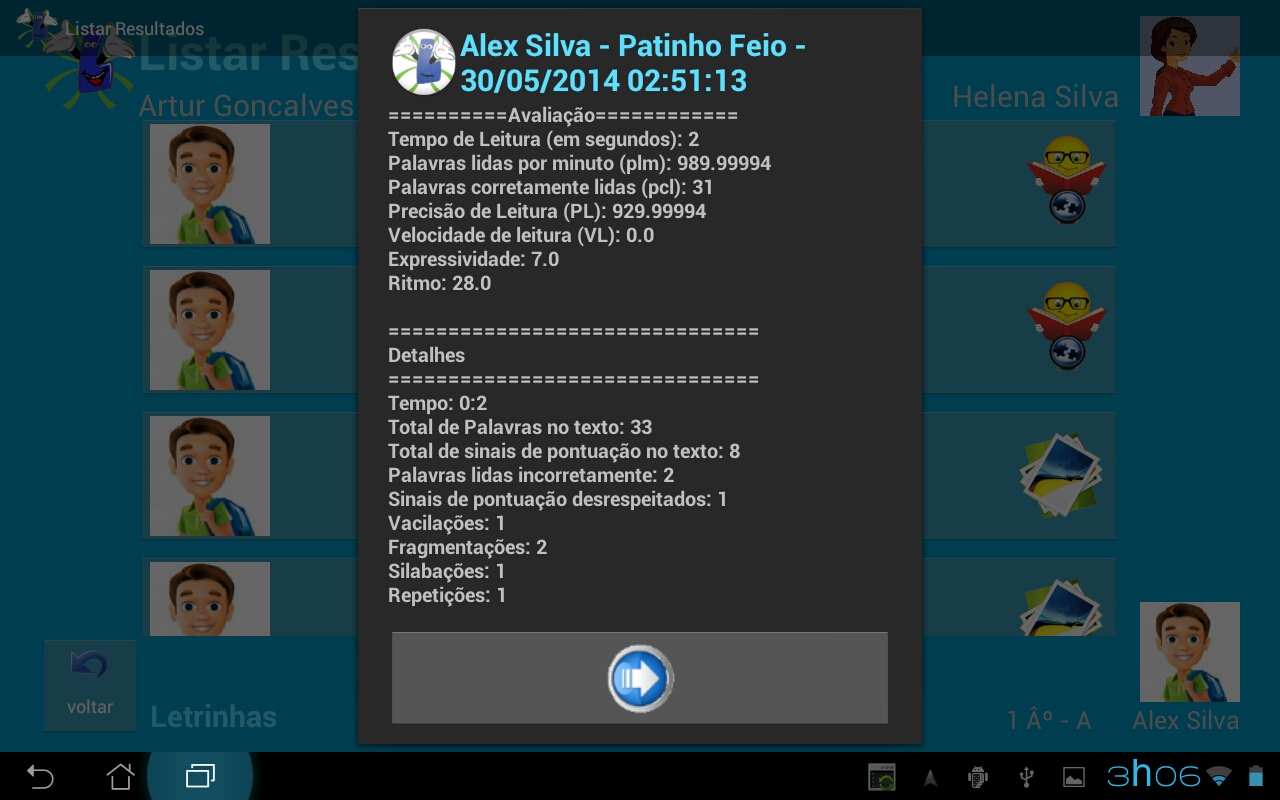 Listar Resultados
Listar Res
Artur Goncalves
Helena Silva
Alex Silva - Patinho Feio -
30/05/2014 02:51:13
==========Avaliação============
Tempo de Leitura (em segundos): 2
Palavras lidas por minuto (plm): 989.99994
Palavras corretamente lidas (pcl): 31
Precisão de Leitura (PL): 929.99994
Velocidade de leitura (VL): 0.0
Expressividade: 7.0
Ritmo: 28.0
===============================
Detalhes
===============================
Tempo: 0:2
Total de Palavras no texto: 33
Total de sinais de pontuação no texto: 8
Palavras lidas incorretamente: 2
Sinais de pontuação desrespeitados: 1
Vacilações: 1
Fragmentações: 2
Silabações: 1
Repetições: 1
voltar
Letrinhas
1 Âº - A
Alex Silva
3h06